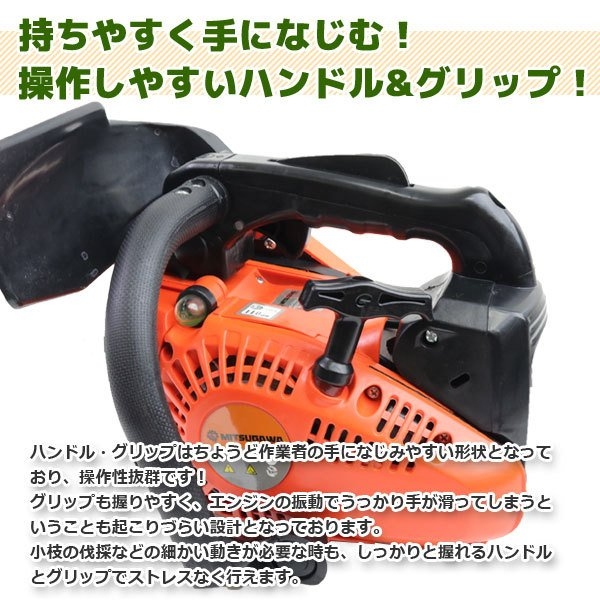 持ちやすく手になじむ！
操作しやすいハンドル&グリップ！
MITSUGAWA
ハンドル・グリップはちょうど作業者の手になじみやすい形状となって
おり、操作性抜群です！
グリップも握りやすく、エンジンの振動でうっかり手が滑ってしまうと
いうことも起こりづらい設計となっております。
小枝の伐採などの細かい動きが必要な時も、しっかりと握れるハンドル
とグリップでストレスなく行えます。